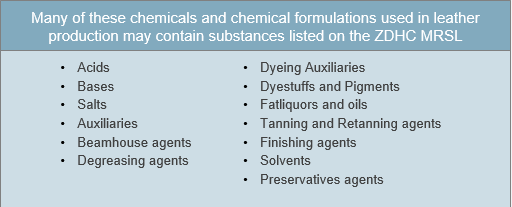 Many of these chemicals and chemical formulations used in leather
production may contain substances listed on the ZDHC MRSL
• Acids
• Bases
• Salts
• Auxiliaries
• Beamhouse agents
• Degreasing agents
• Dyeing Auxiliaries
• Dyestuffs and Pigments
• Fatliquors and oils
• Tanning and Retanning agents
• Finishing agents
• Solvents
• Preservatives agents